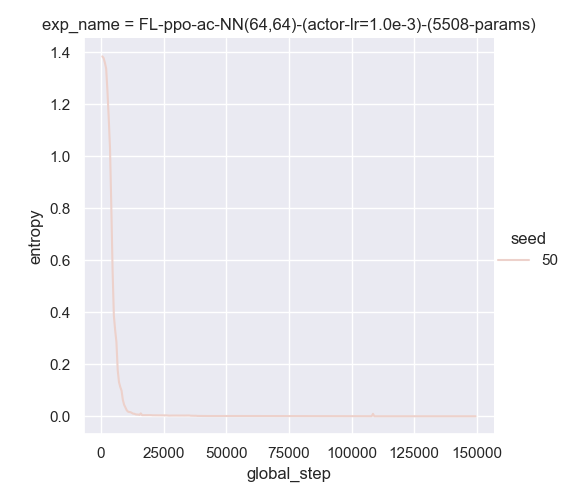 exp_name = FL-ppo-ac-NN(64,64)-(actor-lr=1.0e-3)-(5508-params)
1.4
1.2
1.0
0.8
0.6
0.4
0.2
0.0
entropy
0 25000 50000 75000 100000 125000 150000
global_step
seed
50